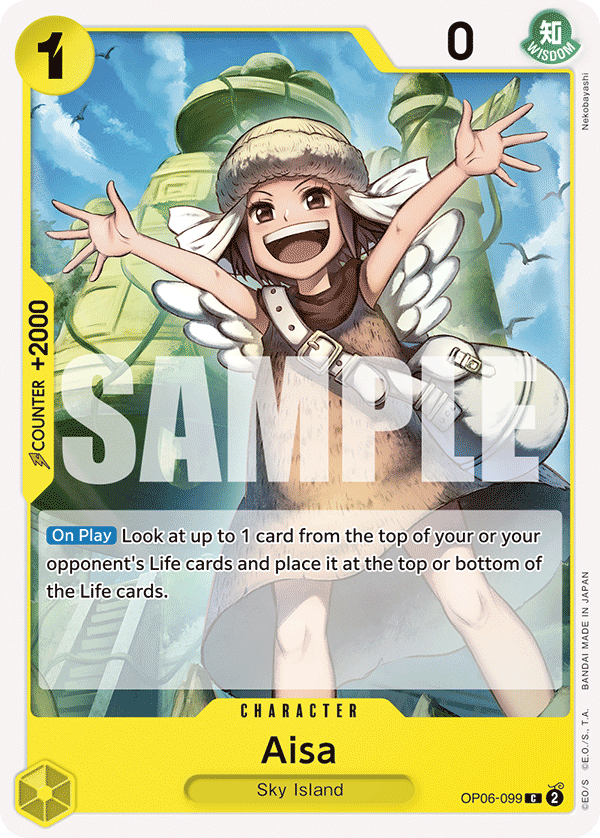 1
0
知
WISDOM
Nekobayashi
COUNTER +2000
SAMPLE
On Play Look at up to 1 card from the top of your or your
opponent's Life cards and place it at the top or bottom of
the Life cards.
CHARACTER
Aisa
Sky Island
OP06-099 C 2
©EO/S ©E.O./S., T.A. BANDAI MADE IN JAPAN